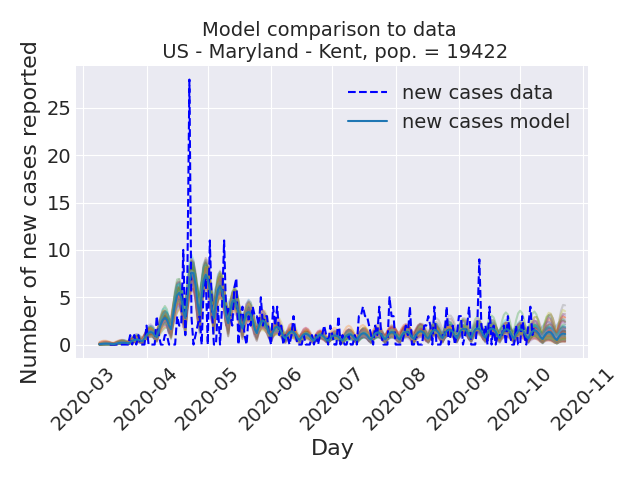 Model comparison to data
US - Maryland - Kent, pop. = 19422
Number of new cases reported
25
20
15
10
5
0
new cases data
new cases model
2020-03
2020-04
2020-05
2020-06
2020-07
2020-08
2020-09
2020-10
2020-11
Day